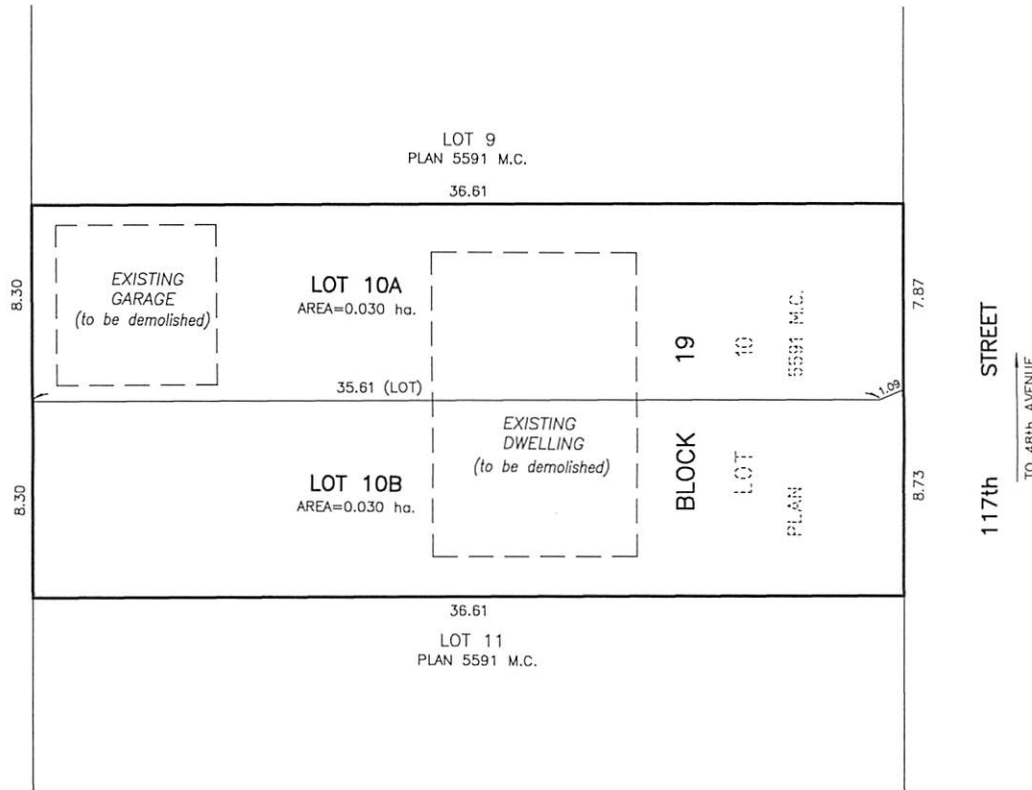 LOT 9
PLAN 5591 M.C.
36.61
8.30
EXISTING
GARAGE
(to be demolished)
LOT 10A
AREA=0.030 ha.
19
10
5591 M.C.
7.87
35.61 (LOT)
1.09
8.30
LOT 10B
AREA=0.030 ha.
EXISTING
DWELLING
(to be demolished)
BLOCK
LOT
PLAN
8.73
117th STREET
TO 48th AVENUE
36.61
LOT 11
PLAN 5591 M.C.